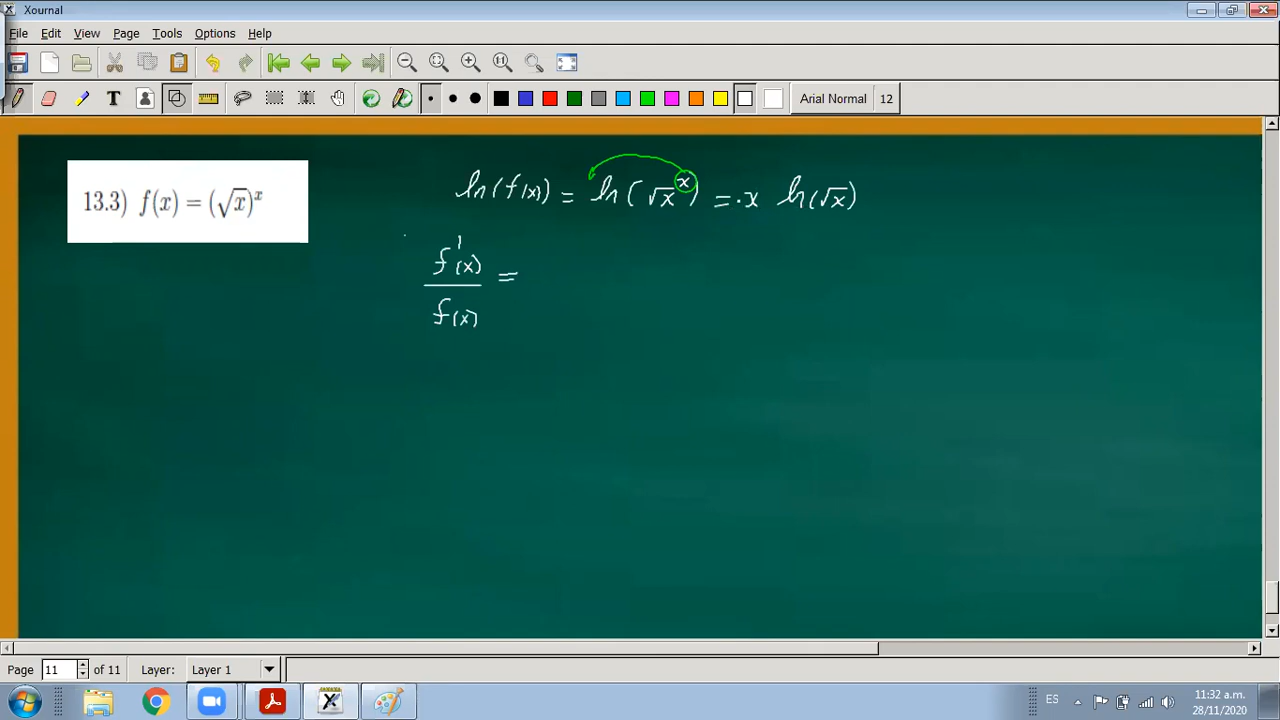 Xournal
File Edit View Page Tools Options Help
Arial Normal 12
13.3) f(x) = (√x)^x
ln(f(x)) = ln(√x^x) = ·x ln(√x)
f'(x)
f(x)
=
Page 11 of 11 Layer: Layer 1
ES 11:32 a.m.
28/11/2020